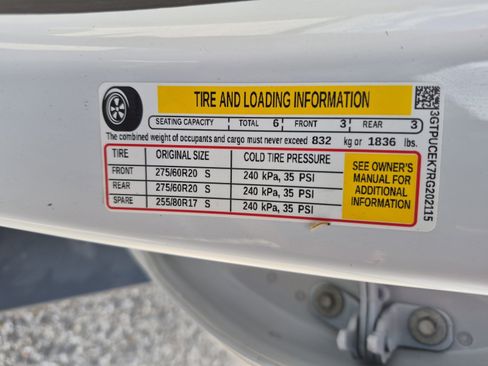 TIRE AND LOADING INFORMATION
SEATING CAPACITY TOTAL 6 FRONT 3 REAR 3
The combined weight of occupants and cargo must never exceed 832 kg or 1836 lbs.
TIRE ORIGINAL SIZE COLD TIRE PRESSURE
FRONT 275/60R20 S 240 kPa, 35 PSI
REAR 275/60R20 S 240 kPa, 35 PSI
SPARE 255/80R17 S 240 kPa, 35 PSI
SEE OWNER'S
MANUAL FOR
ADDITIONAL
INFORMATION
3GTPUCEK7RG202115